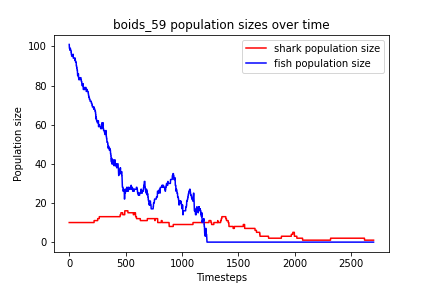 boids_59 population sizes over time
shark population size
fish population size
Population size
100
80
60
40
20
0
0 500 1000 1500 2000 2500
Timesteps